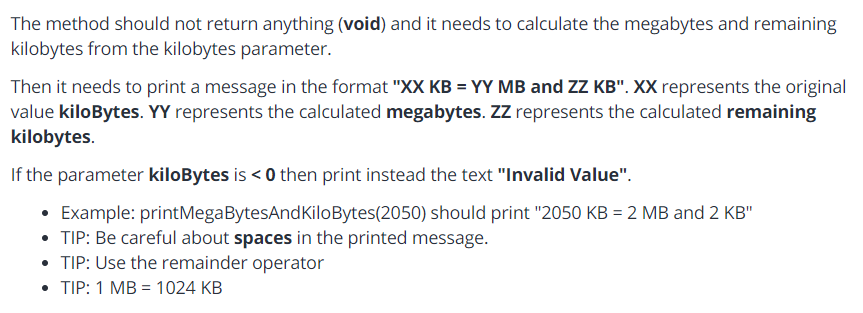 The method should not return anything (void) and it needs to calculate the megabytes and remaining
kilobytes from the kilobytes parameter.
Then it needs to print a message in the format "XX KB = YY MB and ZZ KB". XX represents the original
value kiloBytes. YY represents the calculated megabytes. ZZ represents the calculated remaining
kilobytes.
If the parameter kiloBytes is < 0 then print instead the text "Invalid Value".
• Example: printMegaBytesAndKiloBytes(2050) should print "2050 KB = 2 MB and 2 KB"
• TIP: Be careful about spaces in the printed message.
• TIP: Use the remainder operator
• TIP: 1 MB = 1024 KB